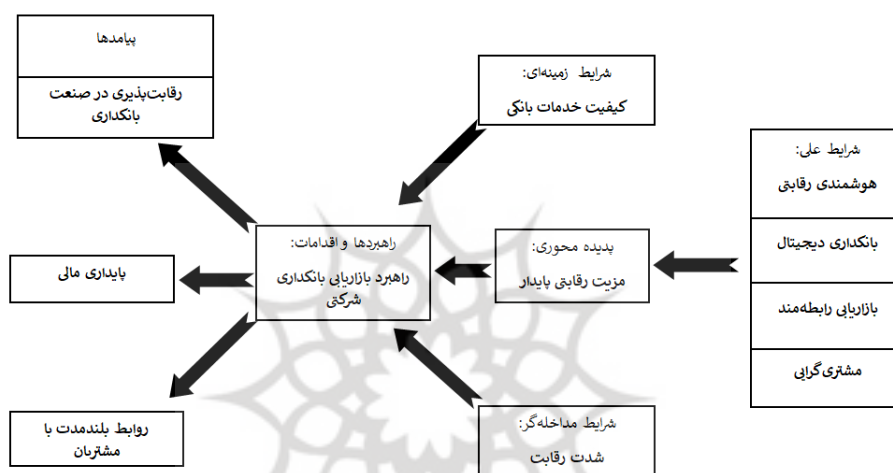 شرایط علی:
هوشمندی رقابتی
بانکداری دیجیتال
بازاریابی رابطه‌مند
مشتری‌گرایی
شرایط زمینه‌ای:
کیفیت خدمات بانکی
پدیده محوری:
مزیت رقابتی پایدار
شرایط مداخله‌گر:
شدت رقابت
راهبردها و اقدامات:
راهبرد بازاریابی بانکداری
شرکتی
پیامدها
رقابت‌پذیری در صنعت
بانکداری
پایداری مالی
روابط بلندمدت با
مشتریان